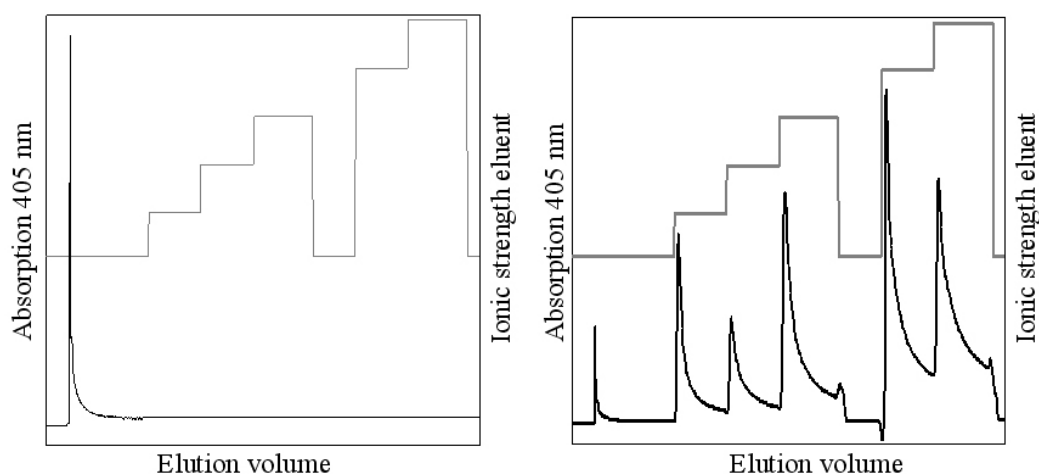 Absorption 405 nm
Ionic strength eluent
Elution volume
Absorption 405 nm
Ionic strength eluent
Elution volume